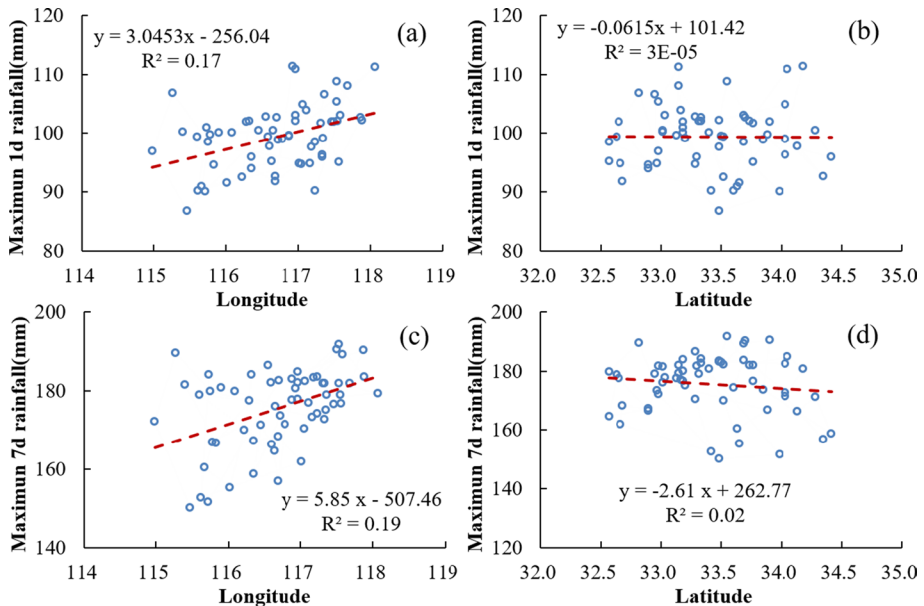 120
110
100
90
80
Maximun 1d rainfall(mm)
y = 3.0453x - 256.04
R² = 0.17
(a)
114 115 116 117 118 119
Longitude
120
110
100
90
80
Maximun 1d rainfall(mm)
y = -0.0615x + 101.42
R² = 3E-05
(b)
32.0 32.5 33.0 33.5 34.0 34.5 35.0
Latitude
200
180
160
140
Maximun 7d rainfall(mm)
(c)
y = 5.85 x - 507.46
R² = 0.19
114 115 116 117 118 119
Longitude
200
180
160
140
120
Maximun 7d rainfall(mm)
(d)
y = -2.61 x + 262.77
R² = 0.02
32.0 32.5 33.0 33.5 34.0 34.5 35.0
Latitude